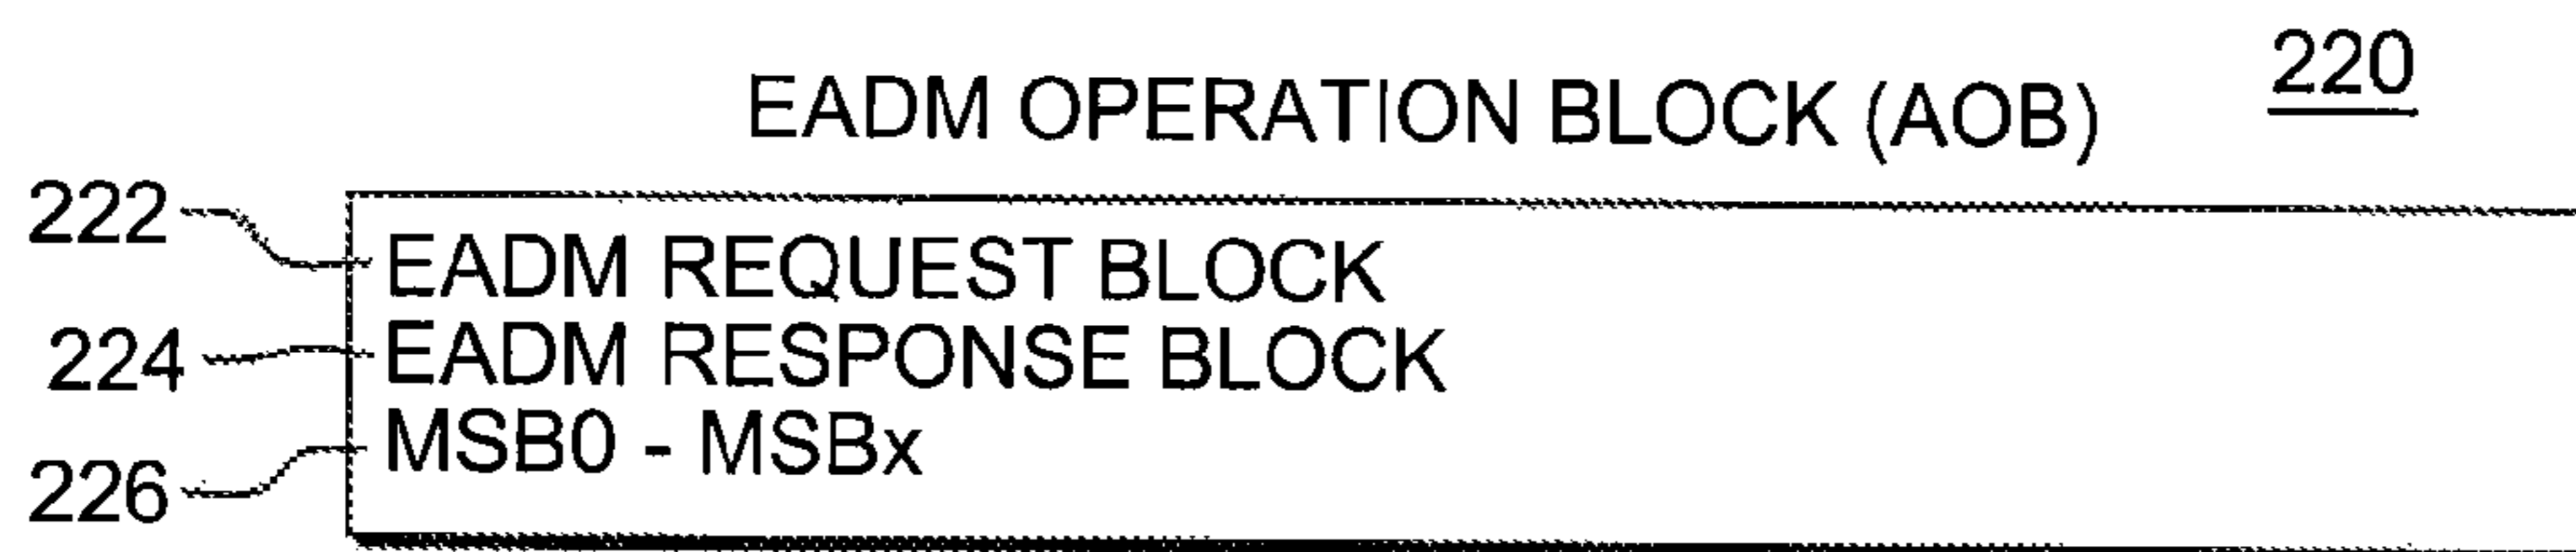 220
EADM OPERATION BLOCK (AOB)
222 EADM REQUEST BLOCK
224 EADM RESPONSE BLOCK
226 MSB0 - MSBx